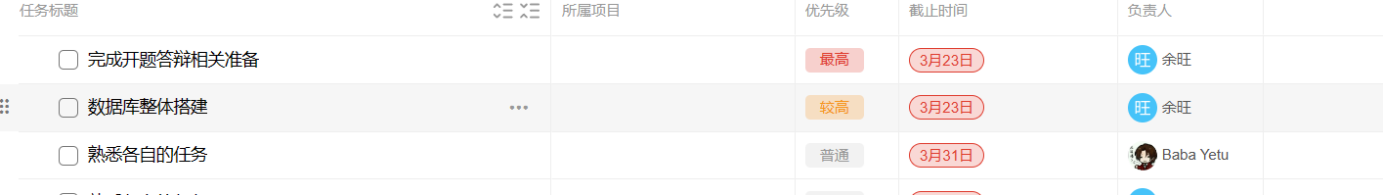 任务标题 所属项目 优先级 截止时间 负责人
完成开题答辩相关准备 最高 3月23日 旺 余旺
数据库整体搭建 较高 3月23日 旺 余旺
熟悉各自的任务 普通 3月31日 Baba Yetu